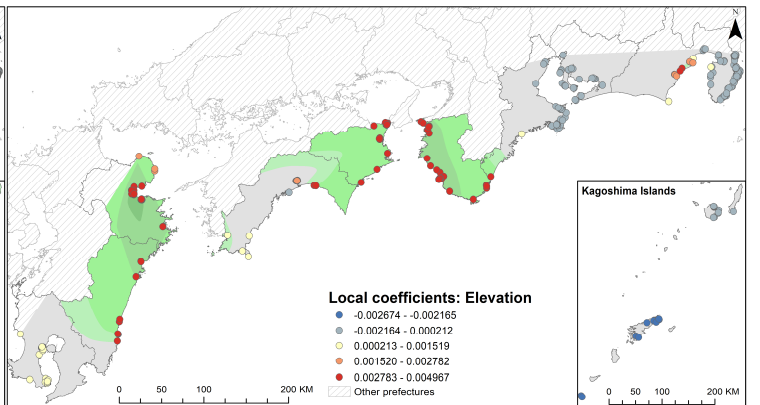 N
Kagoshima Islands
Local coefficients: Elevation
-0.002674 - -0.002165
-0.002164 - 0.000212
0.000213 - 0.001519
0.001520 - 0.002782
0.002783 - 0.004967
Other prefectures
0 50 100 200 KM
0 50 100 200 KM